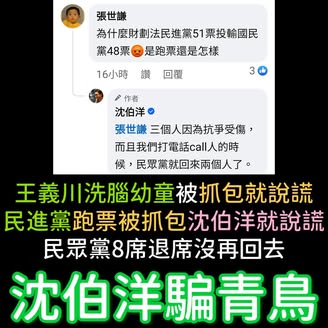 張世謙
為什麼財劃法民進黨51票投輸國民
黨48票😡是跑票還是怎樣
16小時 讚 回覆 3
作者
沈伯洋
張世謙 三個人因為抗爭受傷，
而且我們打電話call人的時
候，民眾黨就回來兩個人了。
王義川洗腦幼童被抓包就說謊
民進黨跑票被抓包沈伯洋就說謊
民眾黨8席退席沒再回去
沈伯洋騙青鳥